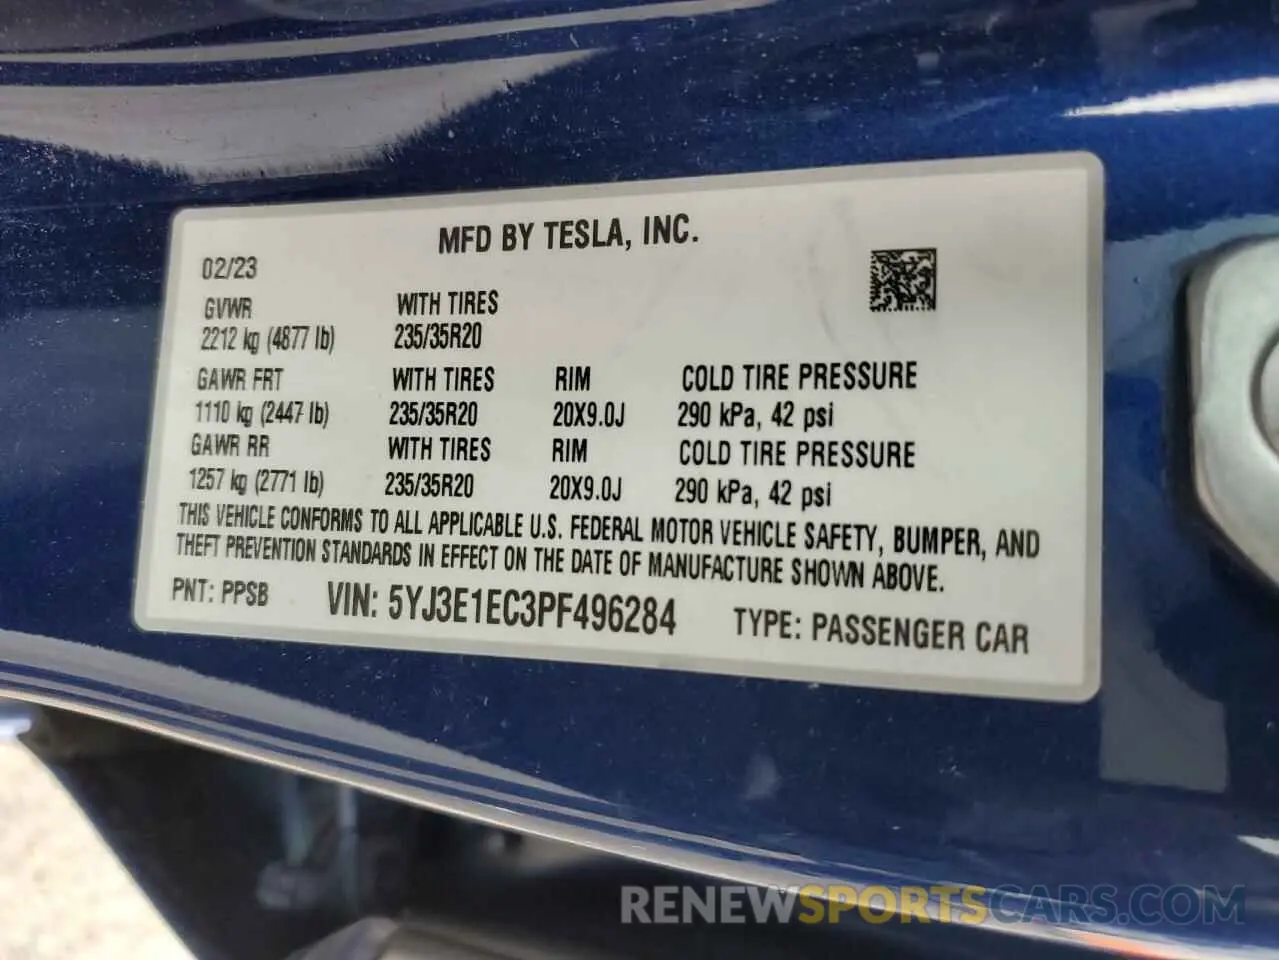 MFD BY TESLA, INC.
02/23
GVWR WITH TIRES
2212 kg (4877 lb) 235/35R20
GAWR FRT WITH TIRES RIM COLD TIRE PRESSURE
1110 kg (2447 lb) 235/35R20 20X9.0J 290 kPa, 42 psi
GAWR RR WITH TIRES RIM COLD TIRE PRESSURE
1257 kg (2771 lb) 235/35R20 20X9.0J 290 kPa, 42 psi
THIS VEHICLE CONFORMS TO ALL APPLICABLE U.S. FEDERAL MOTOR VEHICLE SAFETY, BUMPER, AND
THEFT PREVENTION STANDARDS IN EFFECT ON THE DATE OF MANUFACTURE SHOWN ABOVE.
PNT: PPSB VIN: 5YJ3E1EC3PF496284 TYPE: PASSENGER CAR
RENEWSPORTSCARS.COM